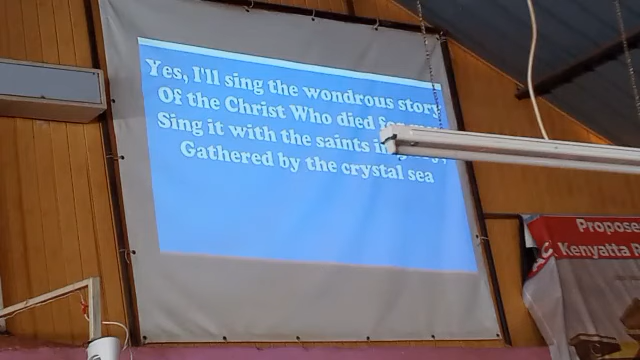 Yes, I'll sing the wondrous story
Of the Christ Who died
Sing it with the saints in
Gathered by the crystal sea
Propose
Kenyatta R